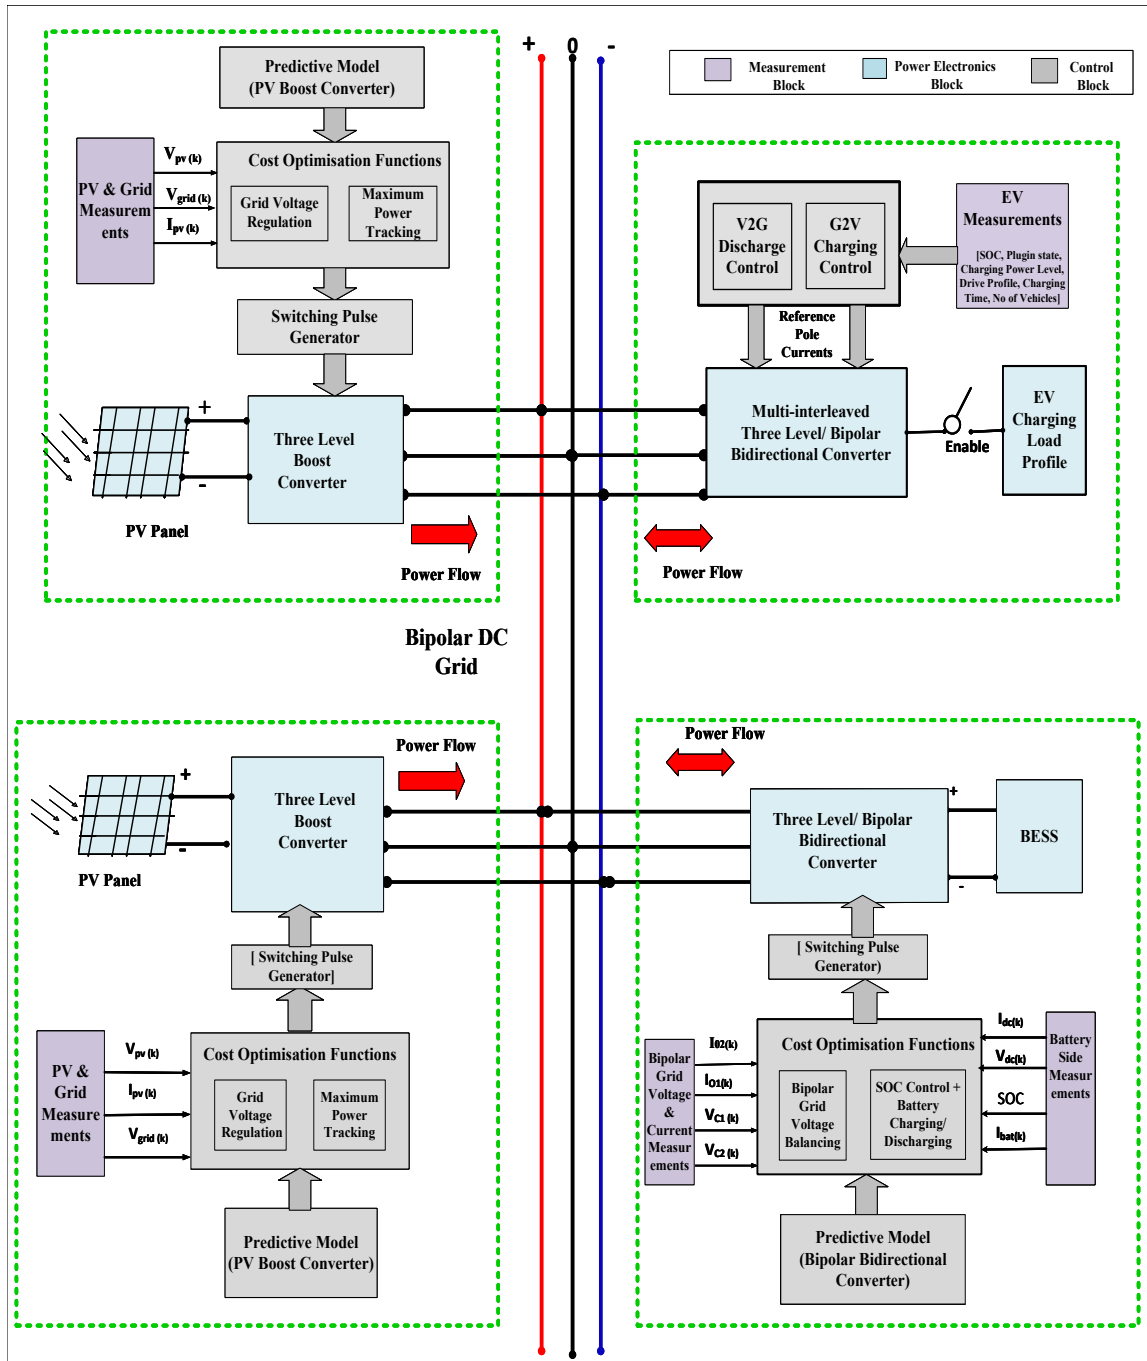 + 0 -
Measurement
Block
Power Electronics
Block
Control
Block
Predictive Model
(PV Boost Converter)
PV & Grid
Measurem
ents
V pv (k)
V grid (k)
I pv (k)
Cost Optimisation Functions
Grid Voltage
Regulation
Maximum
Power
Tracking
Switching Pulse
Generator
Three Level
Boost
Converter
+
-
PV Panel
Power Flow
V2G
Discharge
Control
G2V
Charging
Control
EV
Measurements
[SOC, Plugin state,
Charging Power Level,
Drive Profile, Charging
Time, No of Vehicles]
Reference
Pole
Currents
Multi-interleaved
Three Level/ Bipolar
Bidirectional Converter
Enable
EV
Charging
Load
Profile
Power Flow
Bipolar DC
Grid
Power Flow
+
-
PV Panel
Three Level
Boost
Converter
[ Switching Pulse
Generator]
PV &
Grid
Measure
ments
V pv (k)
I pv (k)
V grid (k)
Cost Optimisation Functions
Grid
Voltage
Regulation
Maximum
Power
Tracking
Predictive Model
(PV Boost Converter)
Power Flow
Three Level/ Bipolar
Bidirectional
Converter
+
-
BESS
[ Switching Pulse
Generator)
Bipolar
Grid
Voltage
&
Current
Measur
ements
I02(k)
IO1(k)
VC1 (k)
VC2 (k)
Cost Optimisation Functions
Bipolar
Grid
Voltage
Balancing
SOC Control +
Battery
Charging/
Discharging
Idc(k)
Vdc(k)
SOC
Ibat(k)
Battery
Side
Measur
ements
Predictive Model
(Bipolar Bidirectional
Converter)